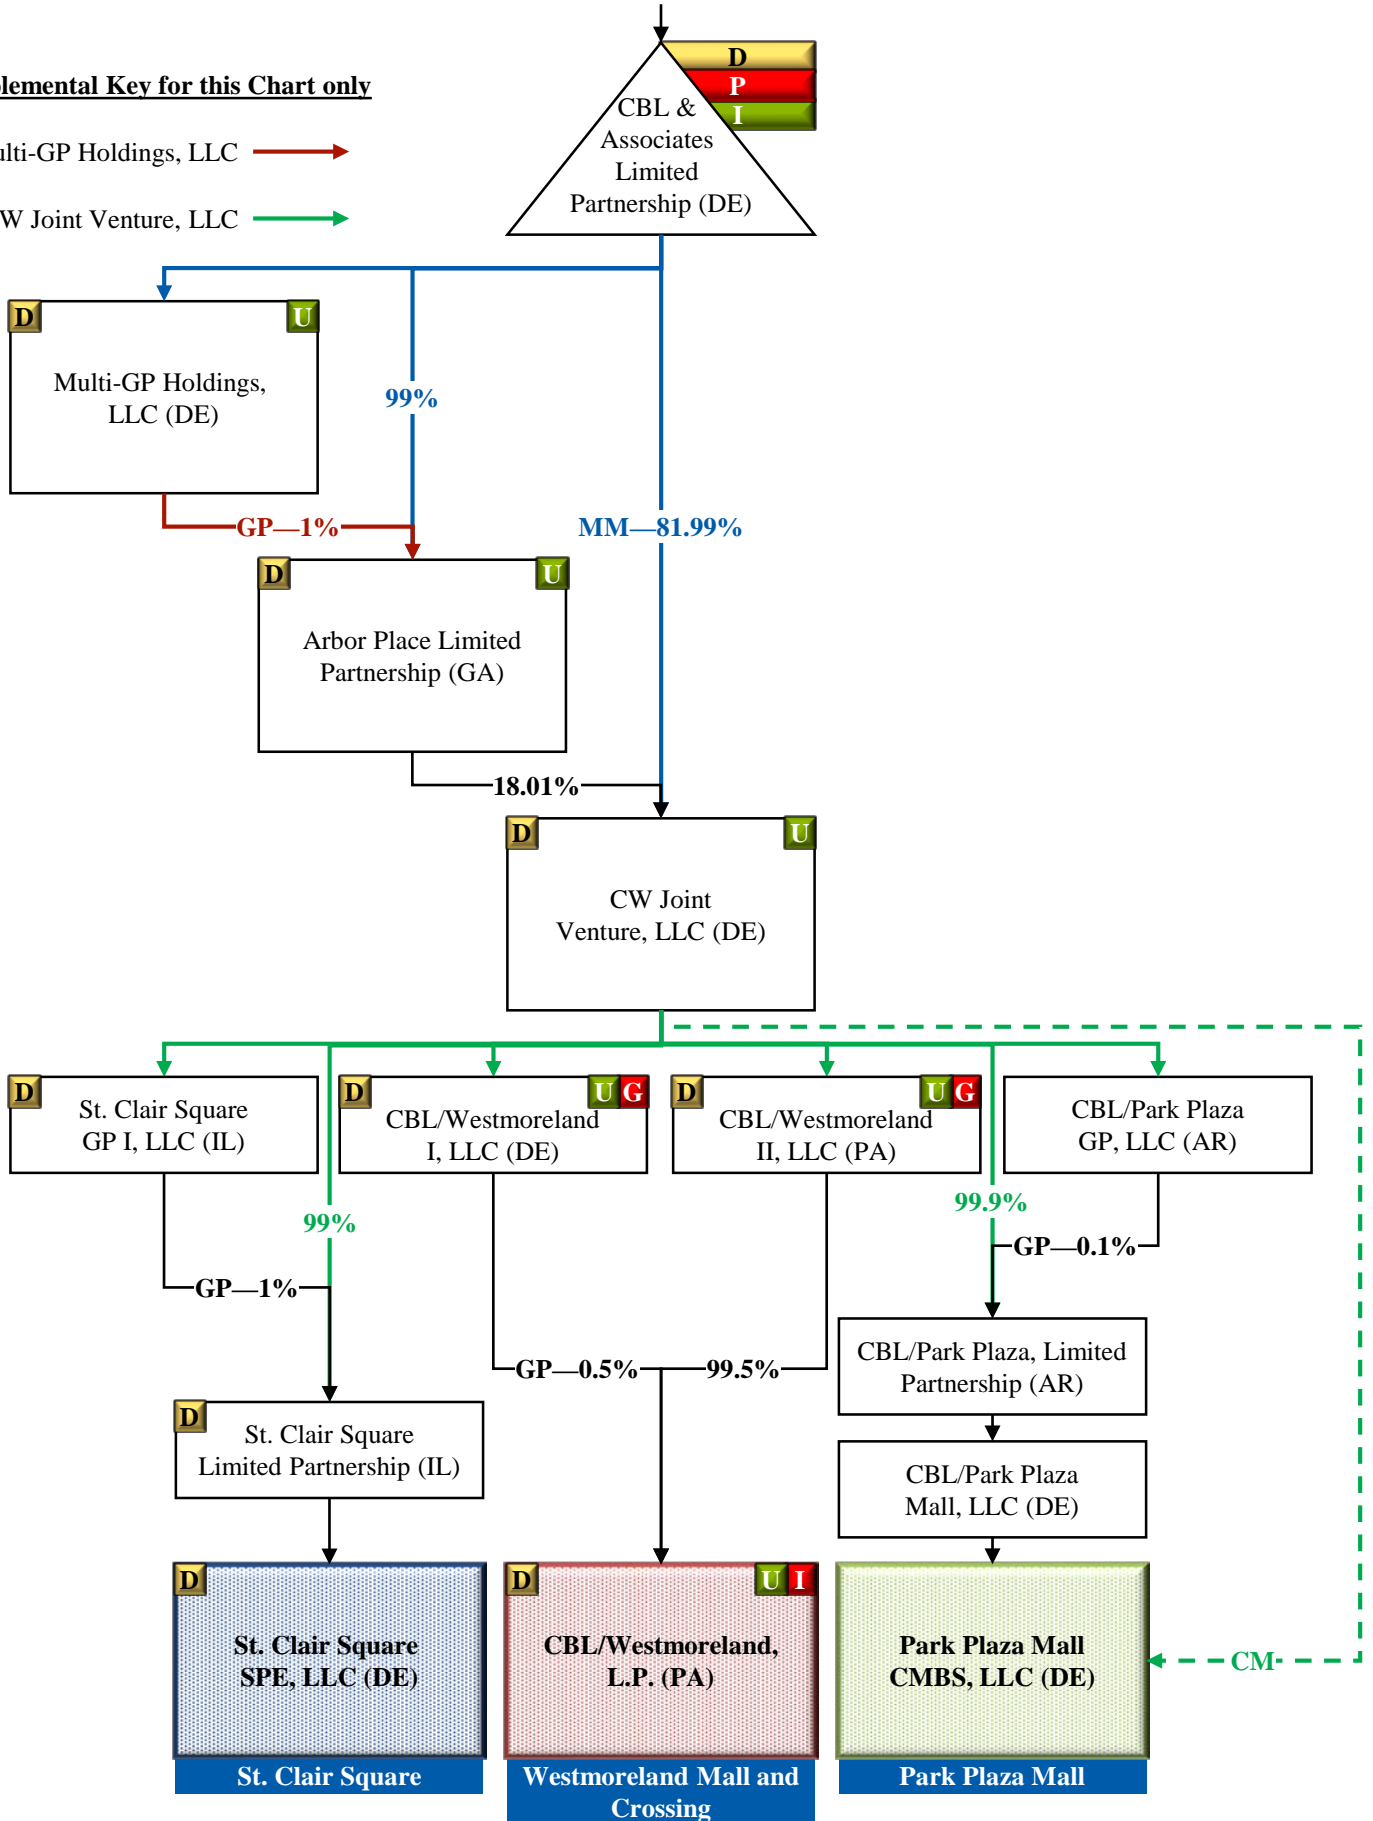 D
P
I
CBL &
Associates
Limited
Partnership (DE)
Key for this Chart only
Holdings, LLC
Joint Venture, LLC
D
U
Multi-GP Holdings,
LLC (DE)
99%
GP—1%
MM—81.99%
D
U
Arbor Place Limited
Partnership (GA)
18.01%
D
U
CW Joint
Venture, LLC (DE)
D
St. Clair Square
GP I, LLC (IL)
D
U G
CBL/Westmoreland
I, LLC (DE)
D
U G
CBL/Westmoreland
II, LLC (PA)
CBL/Park Plaza
GP, LLC (AR)
99%
99.9%
GP—0.1%
GP—1%
GP—0.5%
99.5%
CBL/Park Plaza, Limited
Partnership (AR)
D
St. Clair Square
Limited Partnership (IL)
CBL/Park Plaza
Mall, LLC (DE)
D
St. Clair Square
SPE, LLC (DE)
D
U I
CBL/Westmoreland,
L.P. (PA)
Park Plaza Mall
CMBS, LLC (DE)
CM
St. Clair Square
Westmoreland Mall and
Crossing
Park Plaza Mall